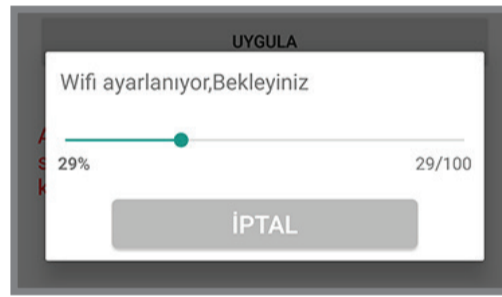 UYGULA
Wifi ayarlanıyor,Bekleyiniz
29%
29/100
İPTAL